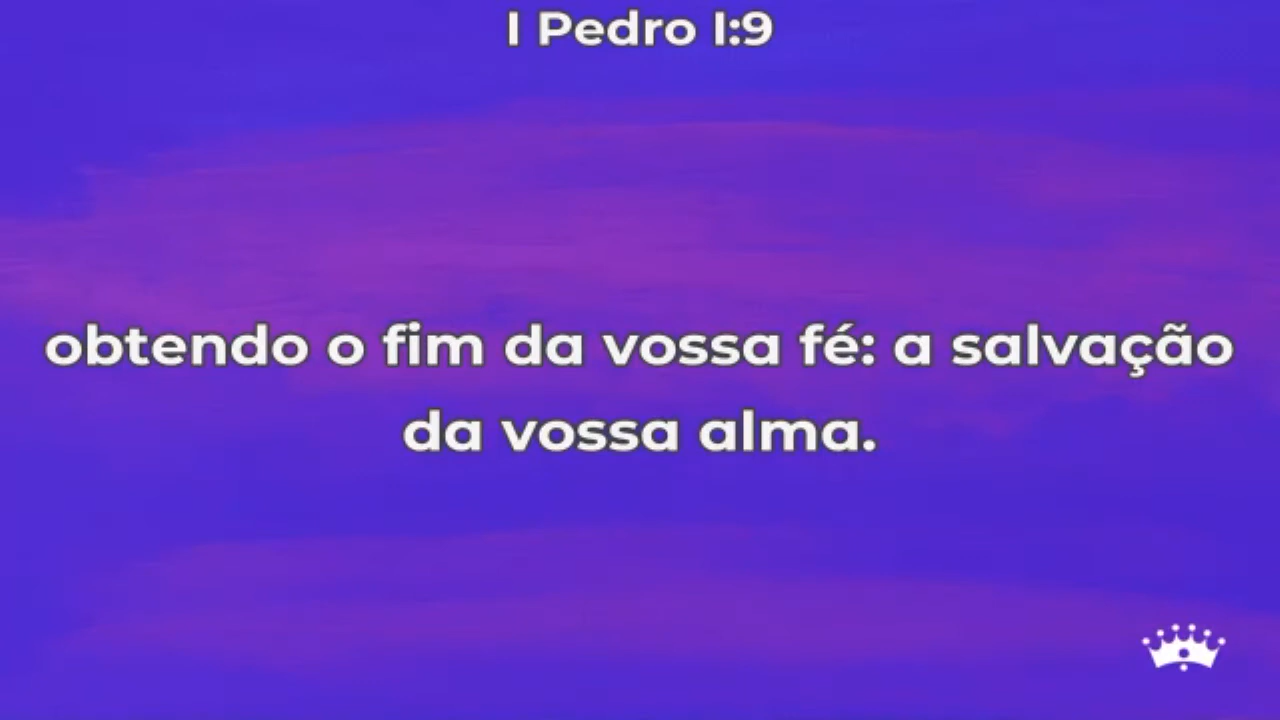 I Pedro I:9
obtendo o fim da vossa fé: a salvação
da vossa alma.